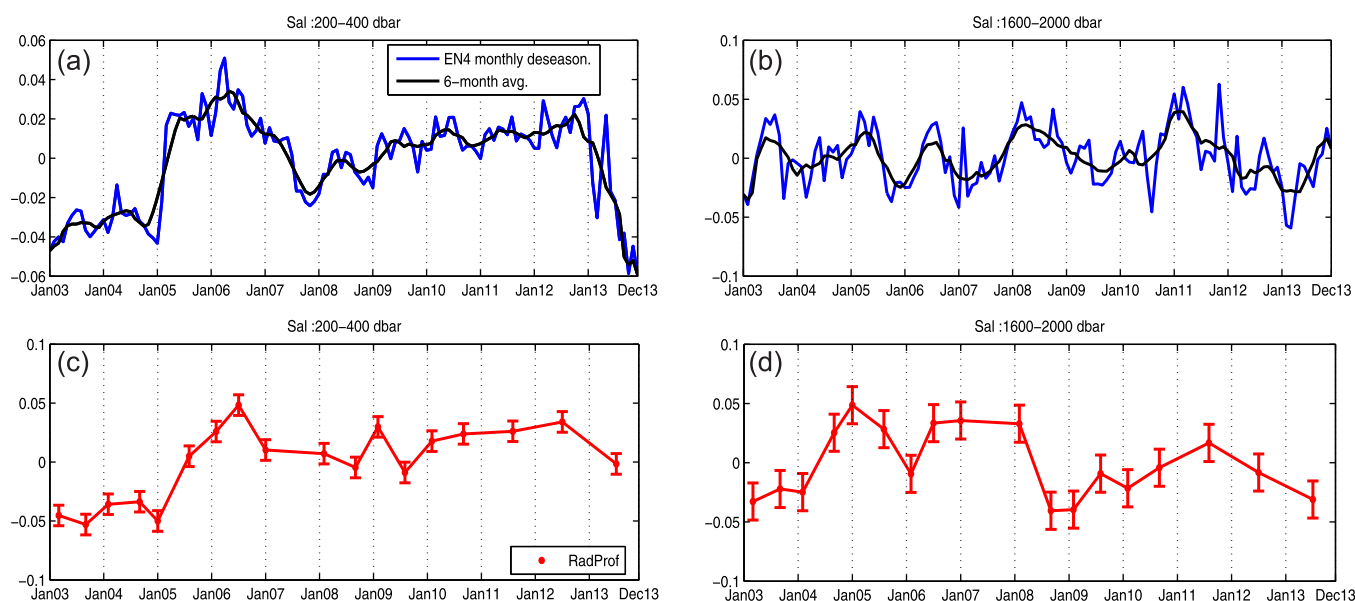 Sal :200−400 dbar
(a)
EN4 monthly deseason.
6−month avg.
0.06
0.04
0.02
0
−0.02
−0.04
−0.06
Jan03 Jan04 Jan05 Jan06 Jan07 Jan08 Jan09 Jan10 Jan11 Jan12 Jan13 Dec13
Sal :1600−2000 dbar
(b)
0.1
0.05
0
−0.05
−0.1
Jan03 Jan04 Jan05 Jan06 Jan07 Jan08 Jan09 Jan10 Jan11 Jan12 Jan13 Dec13
Sal :200−400 dbar
(c)
0.1
0.05
0
−0.05
−0.1
RadProf
Jan03 Jan04 Jan05 Jan06 Jan07 Jan08 Jan09 Jan10 Jan11 Jan12 Jan13 Dec13
Sal :1600−2000 dbar
(d)
0.1
0.05
0
−0.05
−0.1
Jan03 Jan04 Jan05 Jan06 Jan07 Jan08 Jan09 Jan10 Jan11 Jan12 Jan13 Dec13